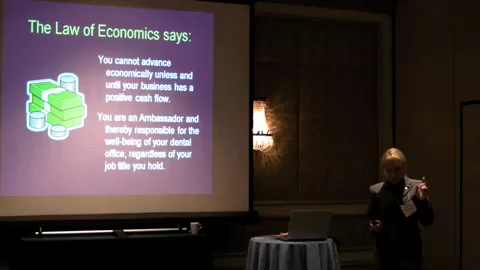 The Law of Economics says:
You cannot advance
economically unless and
until your business has a
positive cash flow.
You are an Ambassador and
thereby responsible for the
well-being of your dental
office, regardless of your
job title you hold.